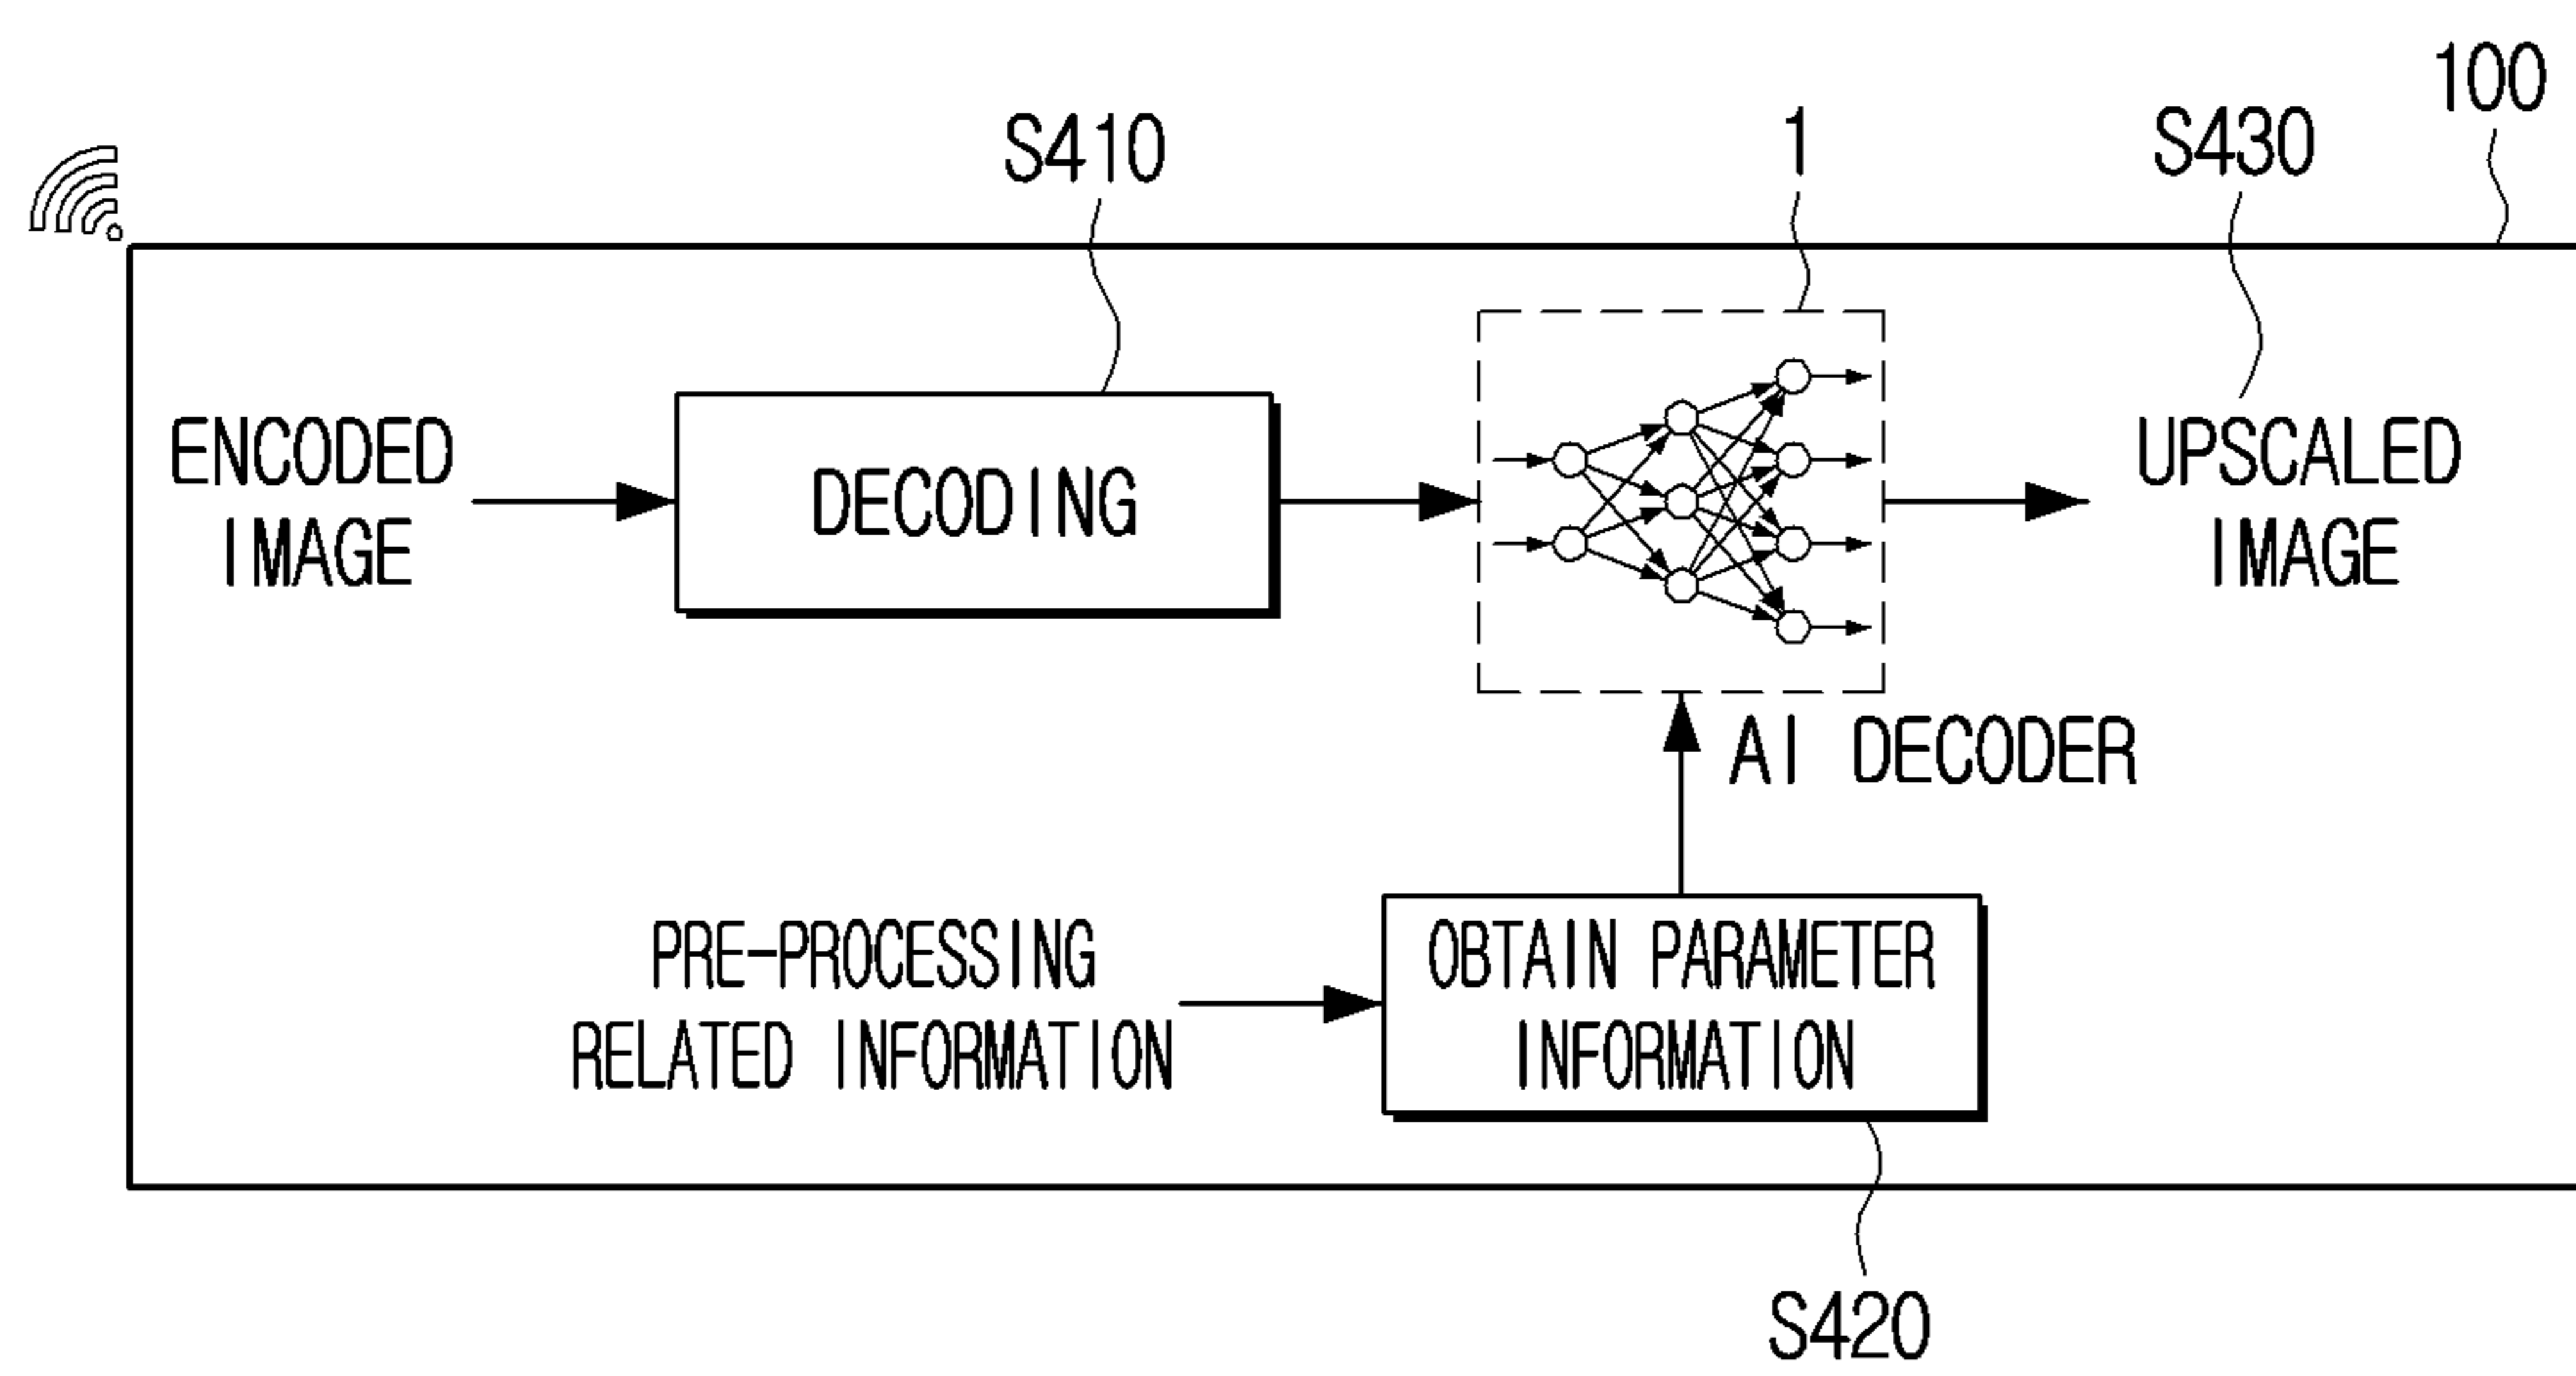 100
S410
1
S430
ENCODED
IMAGE
DECODING
UPSCALED
IMAGE
AI DECODER
PRE-PROCESSING
RELATED INFORMATION
OBTAIN PARAMETER
INFORMATION
S420